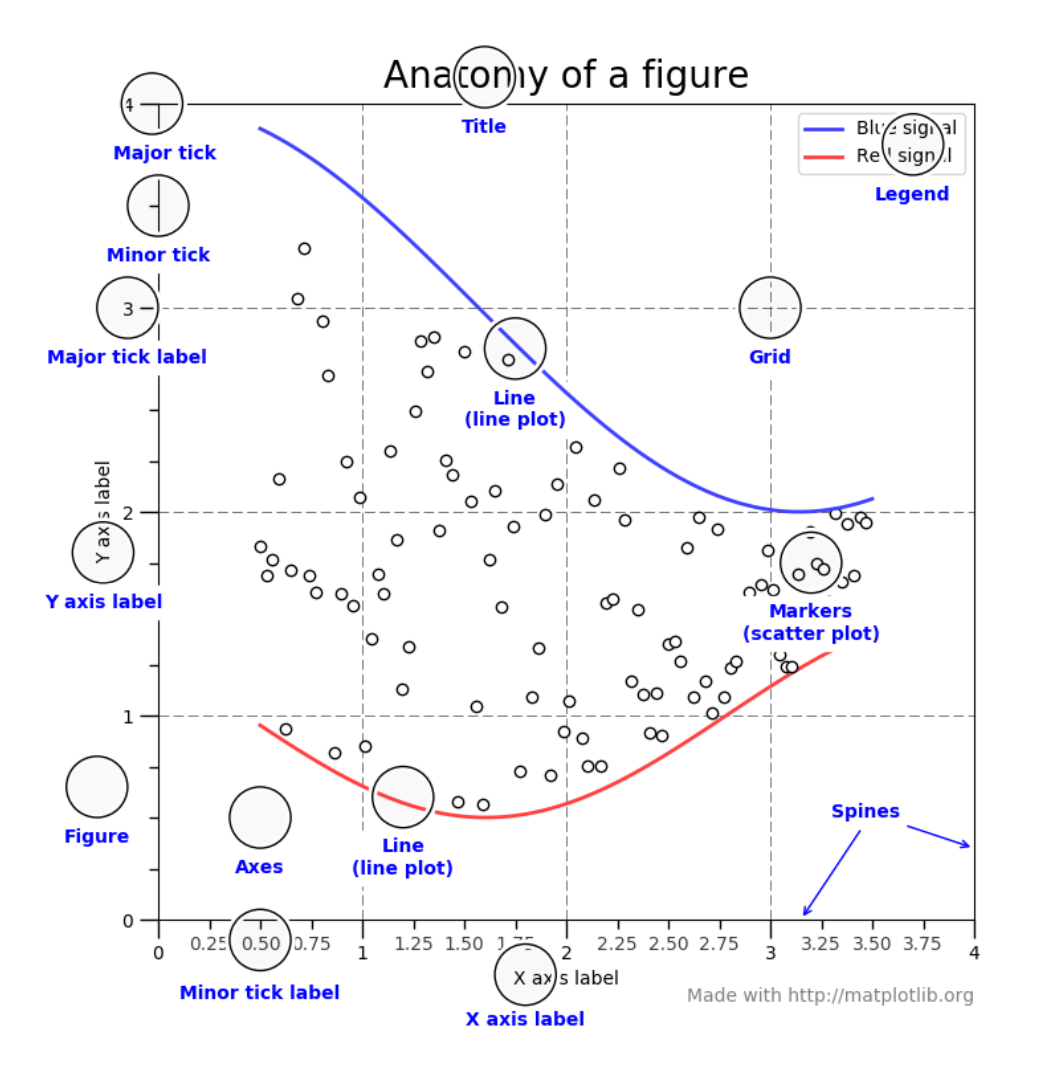 Anatomy of a figure
Title
4
Major tick
Blue signal
Red signal
Legend
Minor tick
3
Major tick label
Grid
Line
(line plot)
2
Y axis label
Y axis label
Markers
(scatter plot)
1
Figure
Axes
Line
(line plot)
Spines
0
0.25 0.50 0.75 1.25 1.50 1.75 2.25 2.50 2.75 3.25 3.50 3.75
0 1 2 3 4
X axis label
Minor tick label
Made with http://matplotlib.org
X axis label